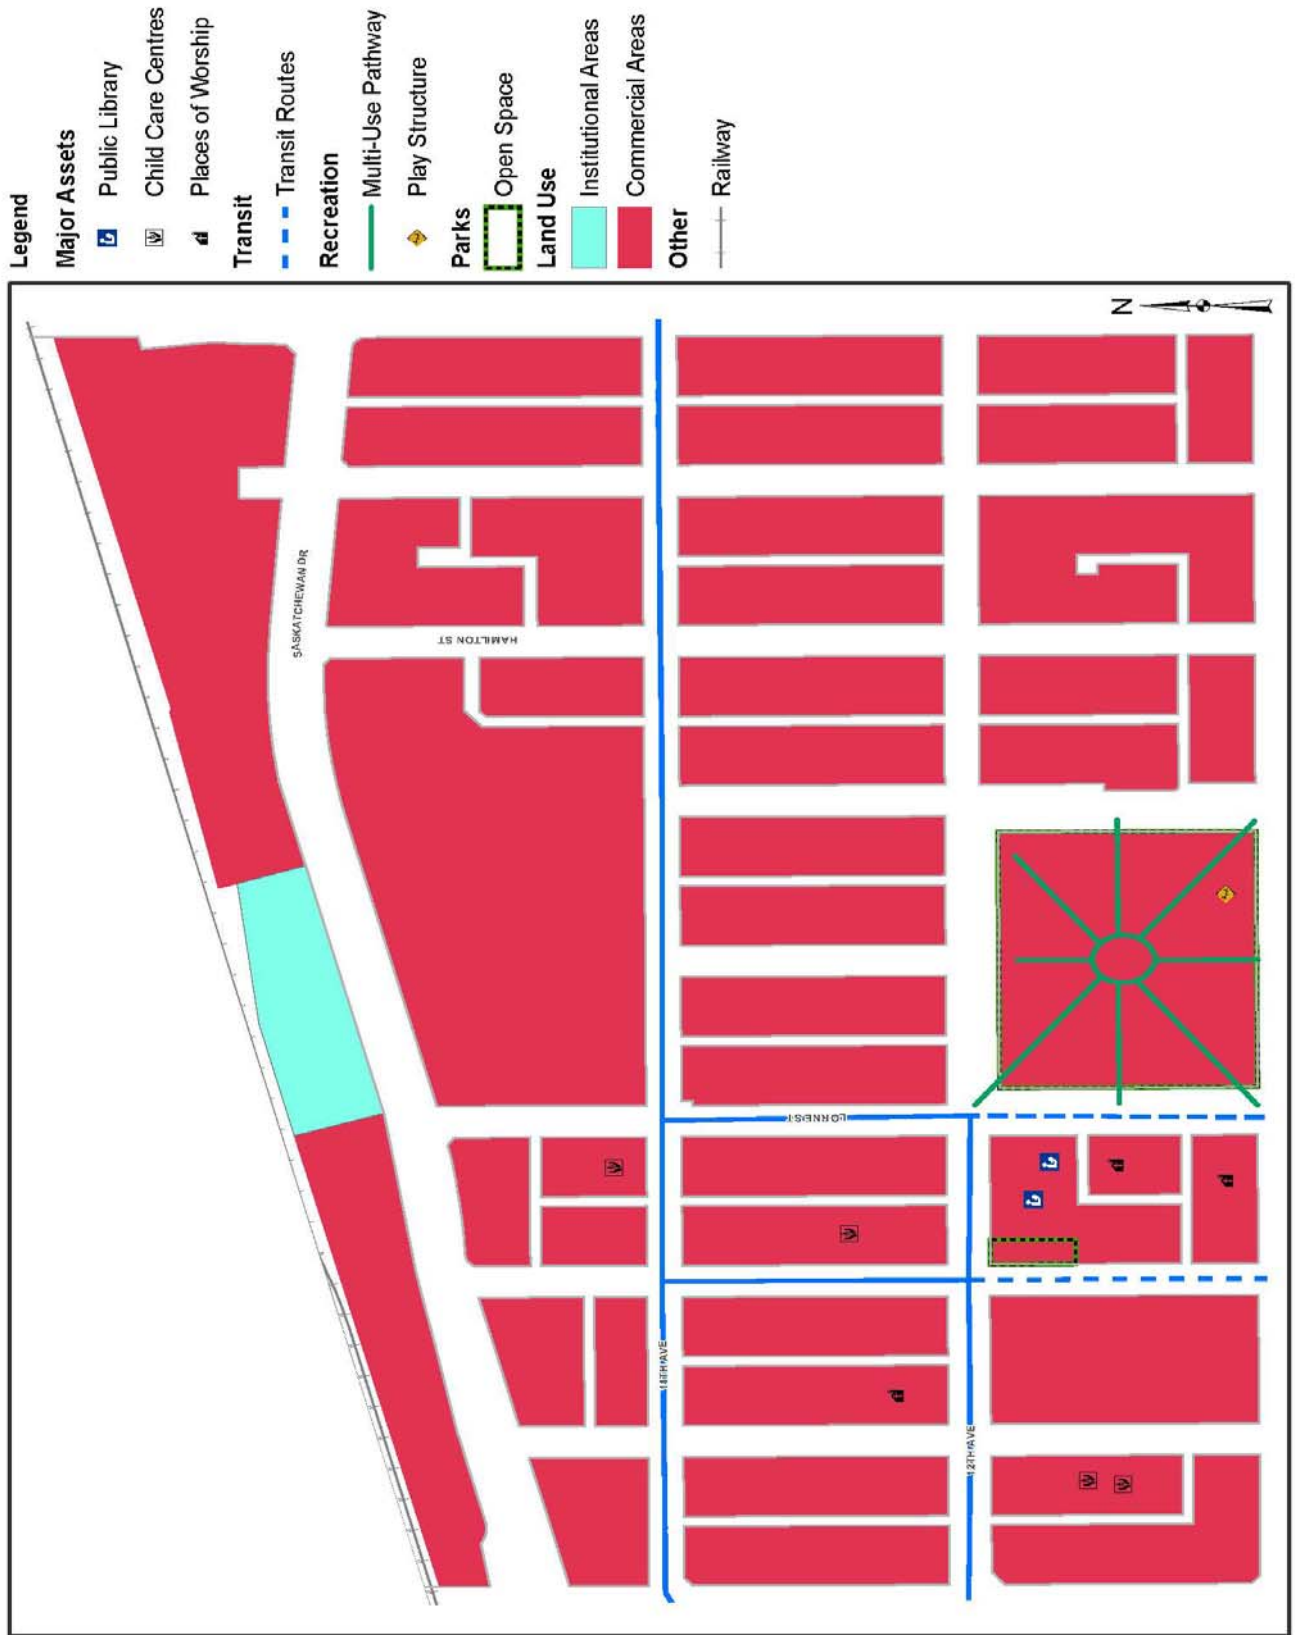 Legend
Major Assets
Public Library
Child Care Centres
Places of Worship
Transit
Transit Routes
Recreation
Multi-Use Pathway
Play Structure
Parks
Open Space
Land Use
Institutional Areas
Commercial Areas
Other
Railway
N
SASKATCHEWAN DR
HAMILTON ST
LORNE ST
11TH AVE
12TH AVE